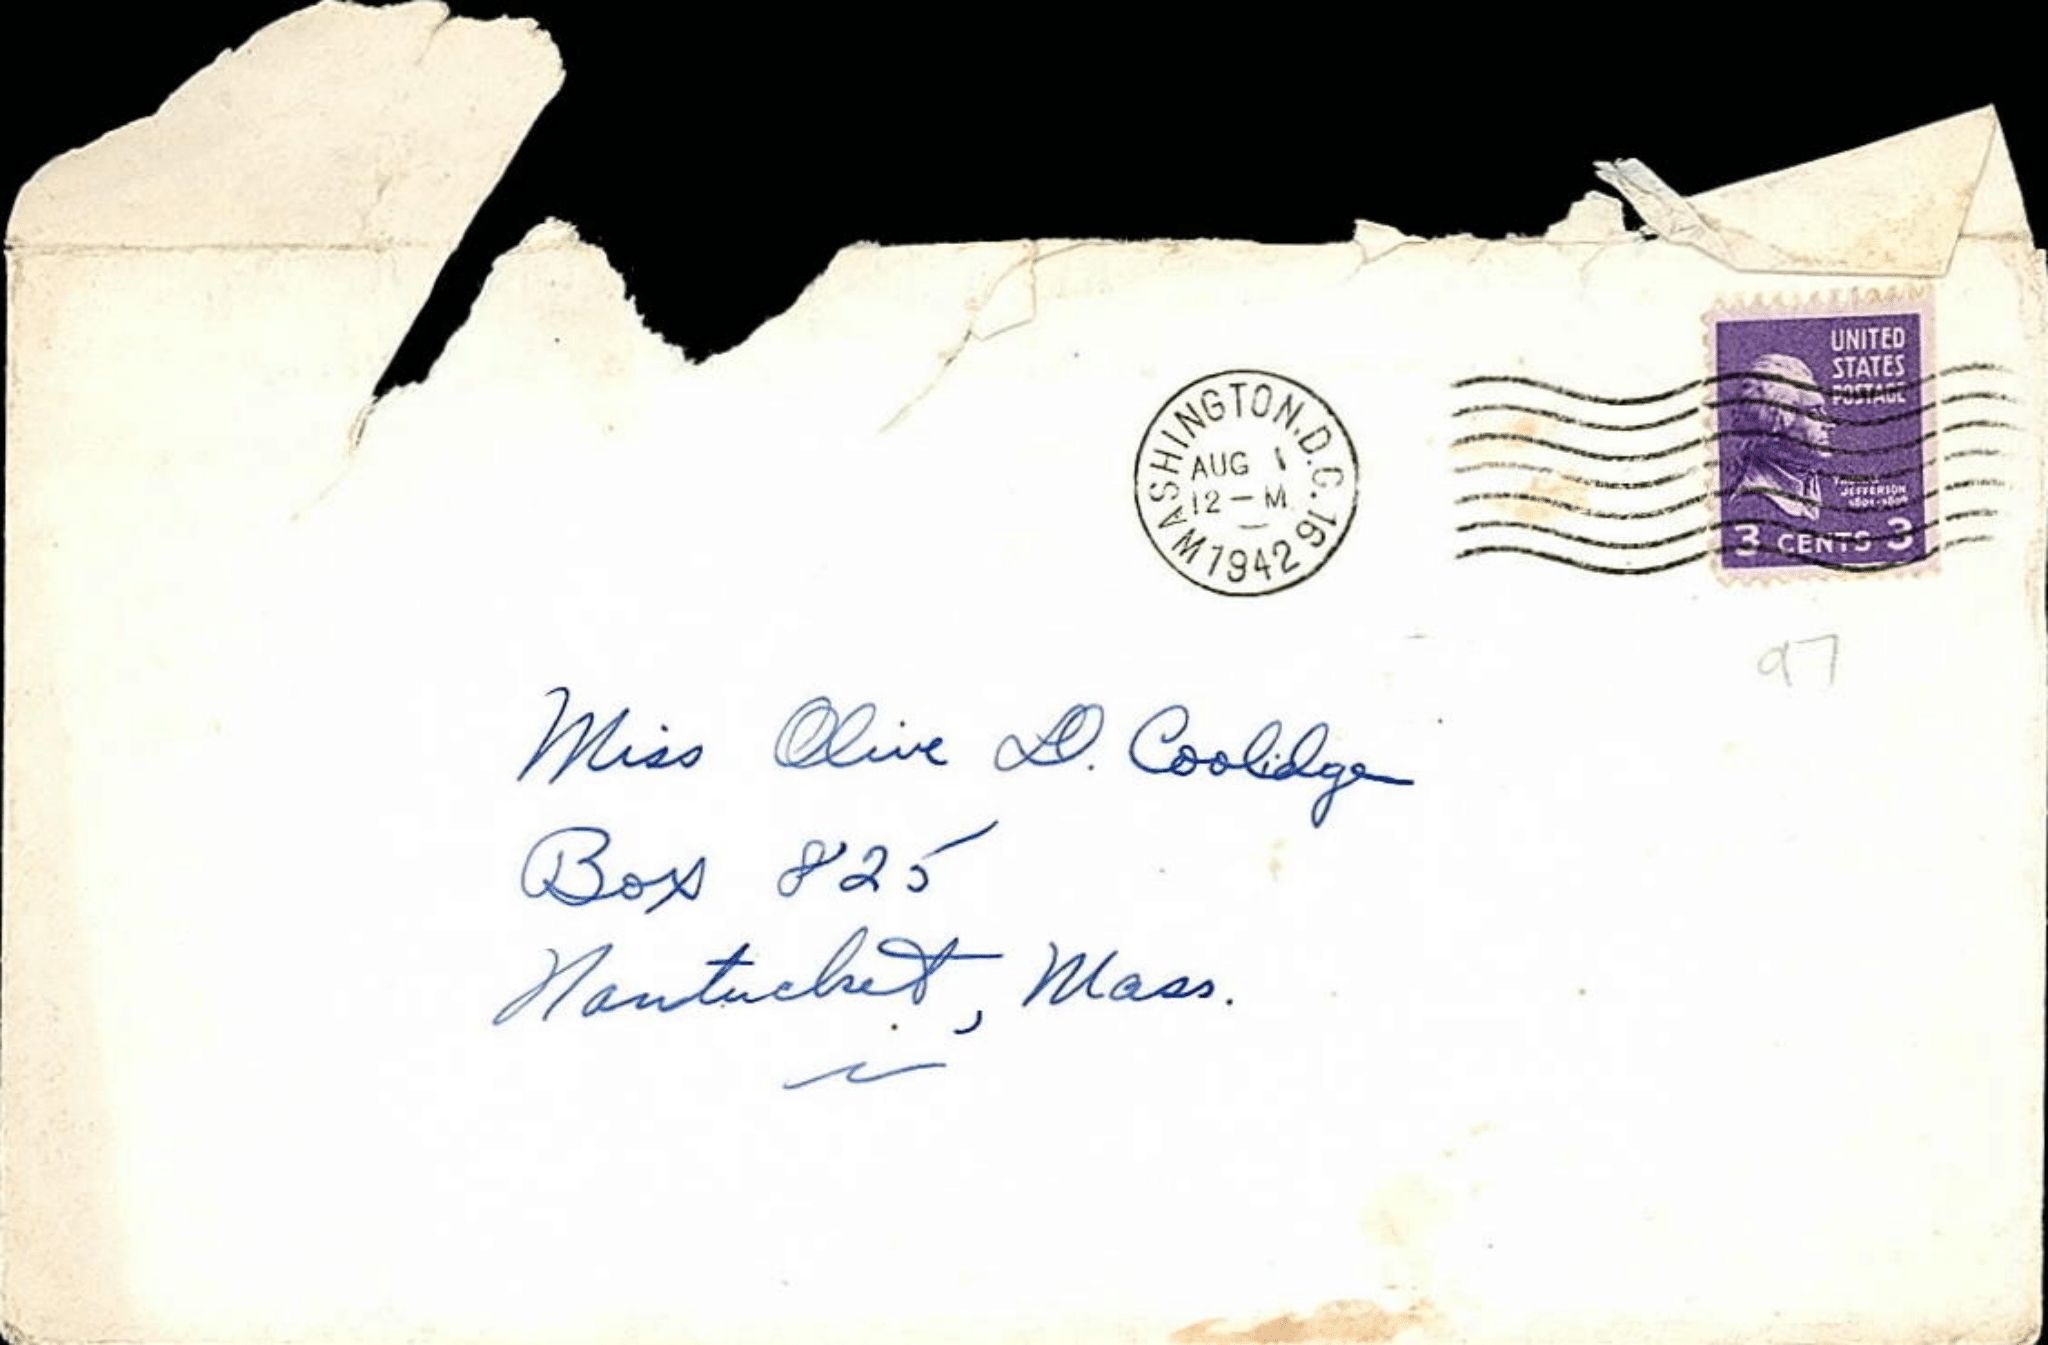 WASHINGTON, D.C. 16
AUG 1
12 – M
1942
UNITED
STATES
POSTAGE
JEFFERSON
3 CENTS 3
97
Miss Olive D. Coolidge
Box 825
Nantucket, Mass.